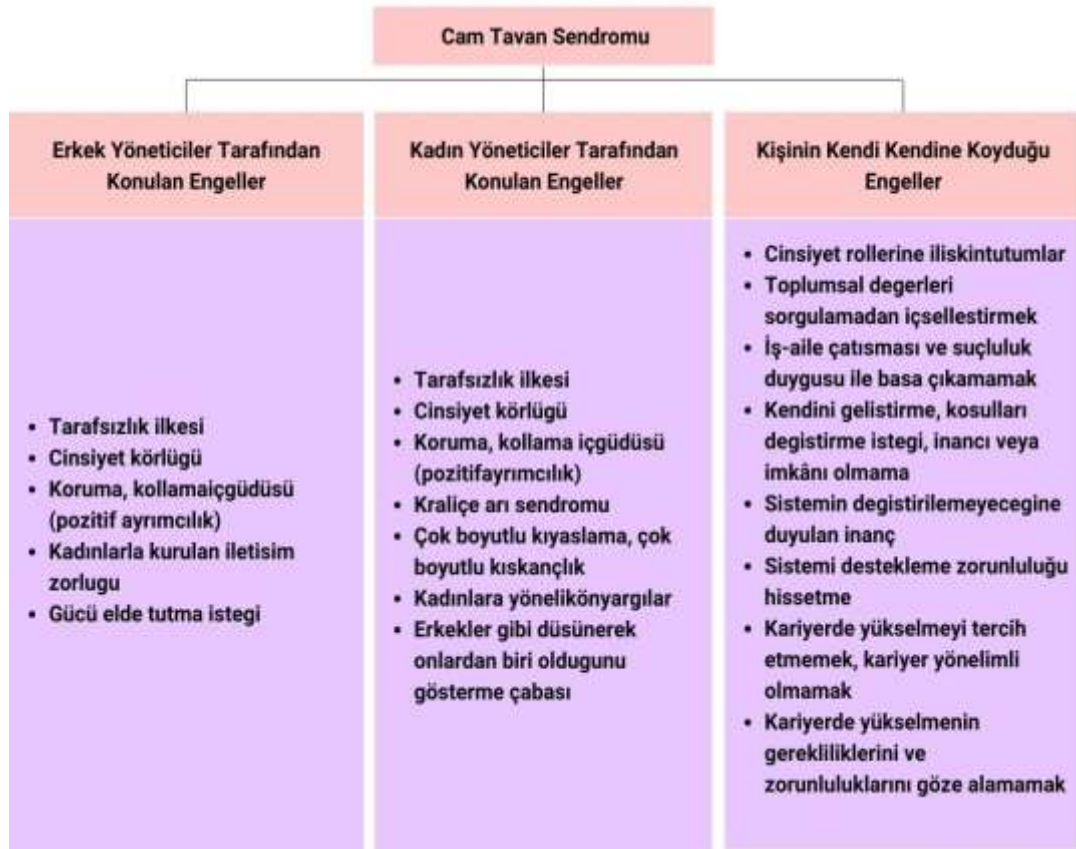 Cam Tavan Sendromu
Erkek Yöneticiler Tarafından
Konulan Engeller
• Tarafsızlık ilkesi
• Cinsiyet körlügü
• Koruma, kollamaiçgüdüsü
(pozitif ayrımcılık)
• Kadınlarla kurulan iletisim
zorlugu
• Gücü elde tutma istegi
Kadın Yöneticiler Tarafından
Konulan Engeller
• Tarafsızlık ilkesi
• Cinsiyet körlügü
• Koruma, kollama içgüdüsü
(pozitifayrımcılık)
• Kraliçe arı sendromu
• Çok boyutlu kıyaslama, çok
boyutlu kıskançlık
• Kadınlara yönelikönyargılar
• Erkekler gibi düsünerek
onlardan biri oldugunu
gösterme çabası
Kişinin Kendi Kendine Koyduğu
Engeller
• Cinsiyet rollerine iliskintutumlar
• Toplumsal degerleri
sorgulamadan içsellestirmek
• İş-aile çatısması ve suçluluk
duygusu ile basa çıkamamak
• Kendini gelistirme, kosulları
degistirme istegi, inancı veya
imkânı olmama
• Sistemin degistirilemeyecegine
duyulan inanç
• Sistemi destekleme zorunluluğu
hissetme
• Kariyerde yükselmeyi tercih
etmemek, kariyer yönelimli
olmamak
• Kariyerde yükselmenin
gerekliliklerini ve
zorunluluklarını göze alamamak